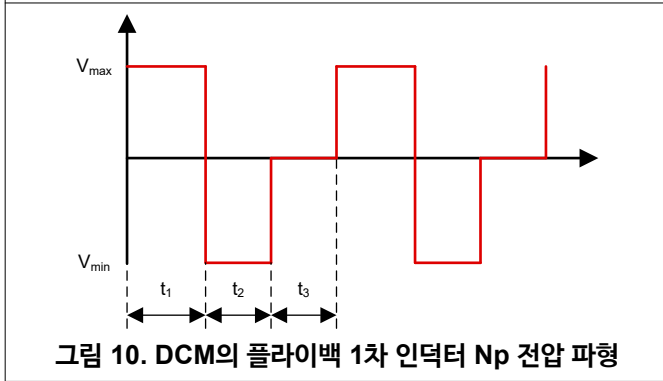 Vmax
Vmin
t1
t2
t3
그림 10. DCM의 플라이백 1차 인덕터 Np 전압 파형